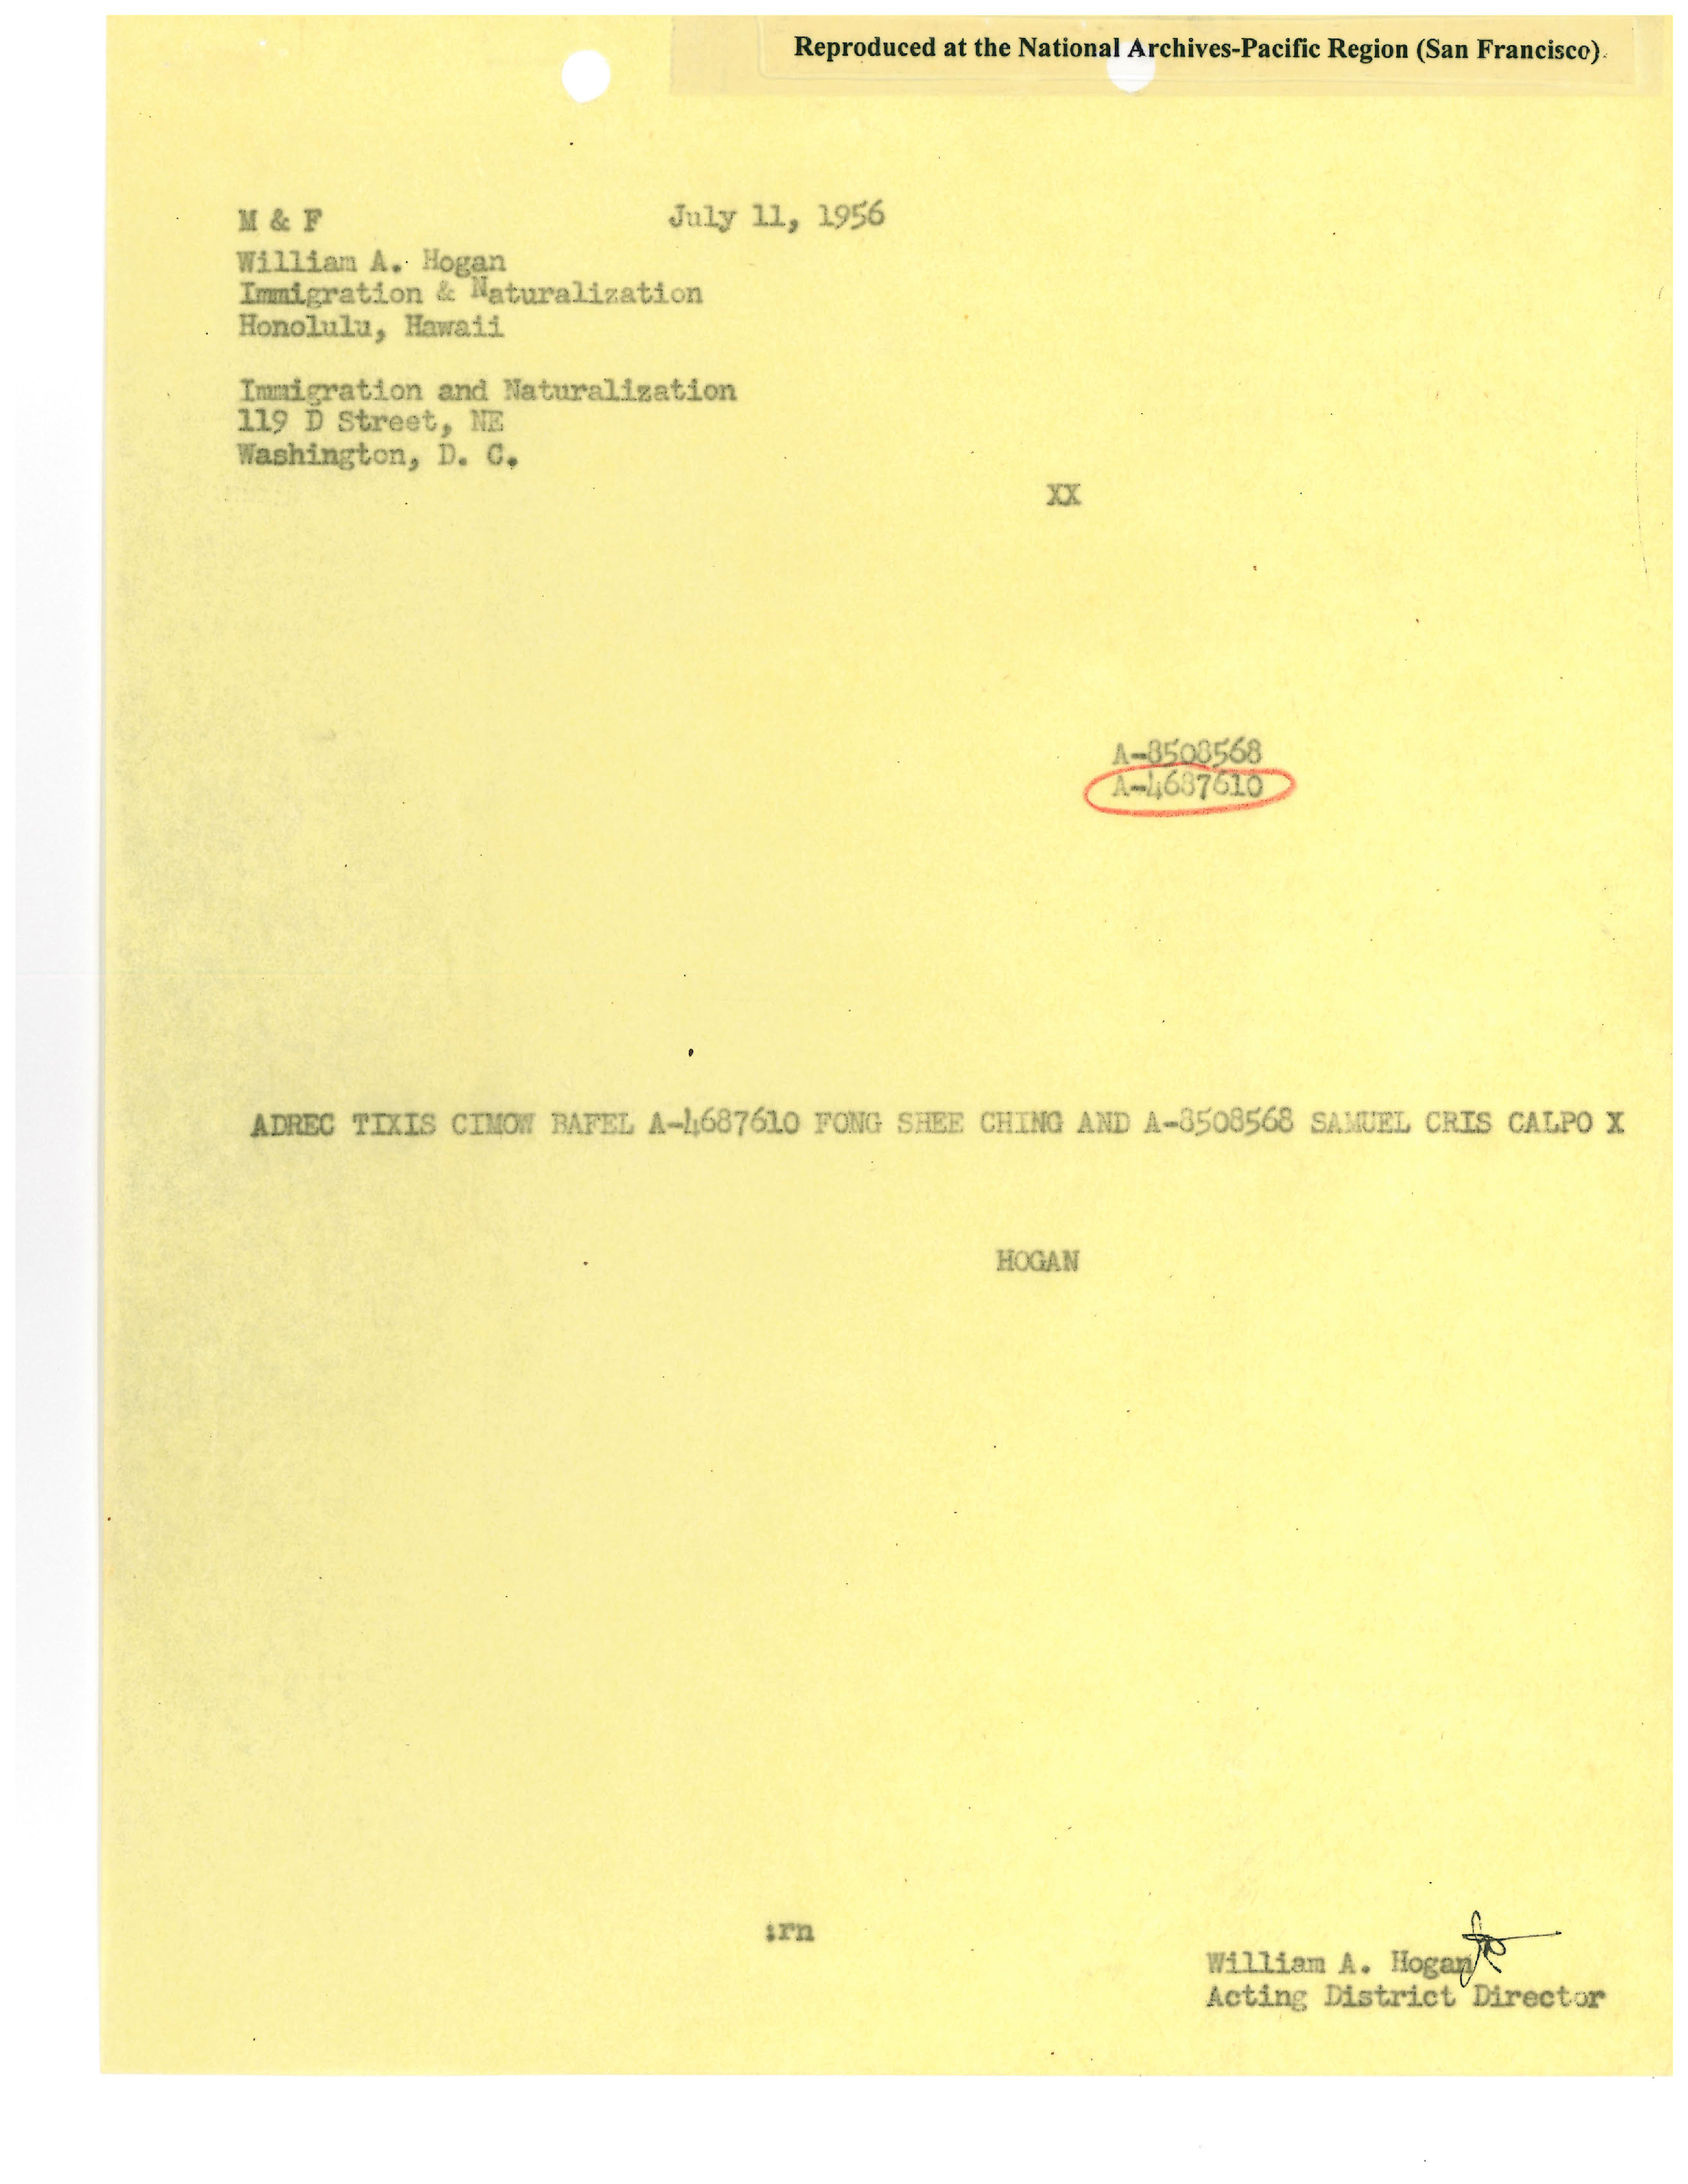 Reproduced at the National Archives-Pacific Region (San Francisco).
M & F July 11, 1956
William A. Hogan
Immigration & Naturalization
Honolulu, Hawaii
Immigration and Naturalization
119 D Street, NE
Washington, D. C.
XX
A-8508568
A-4687610
ADREC TIXIS CIMOW BAFEL A-4687610 FONG SHEE CHING AND A-8508568 SAMUEL CRIS CALPO X
HOGAN
:rn
William A. Hogan
Acting District Director